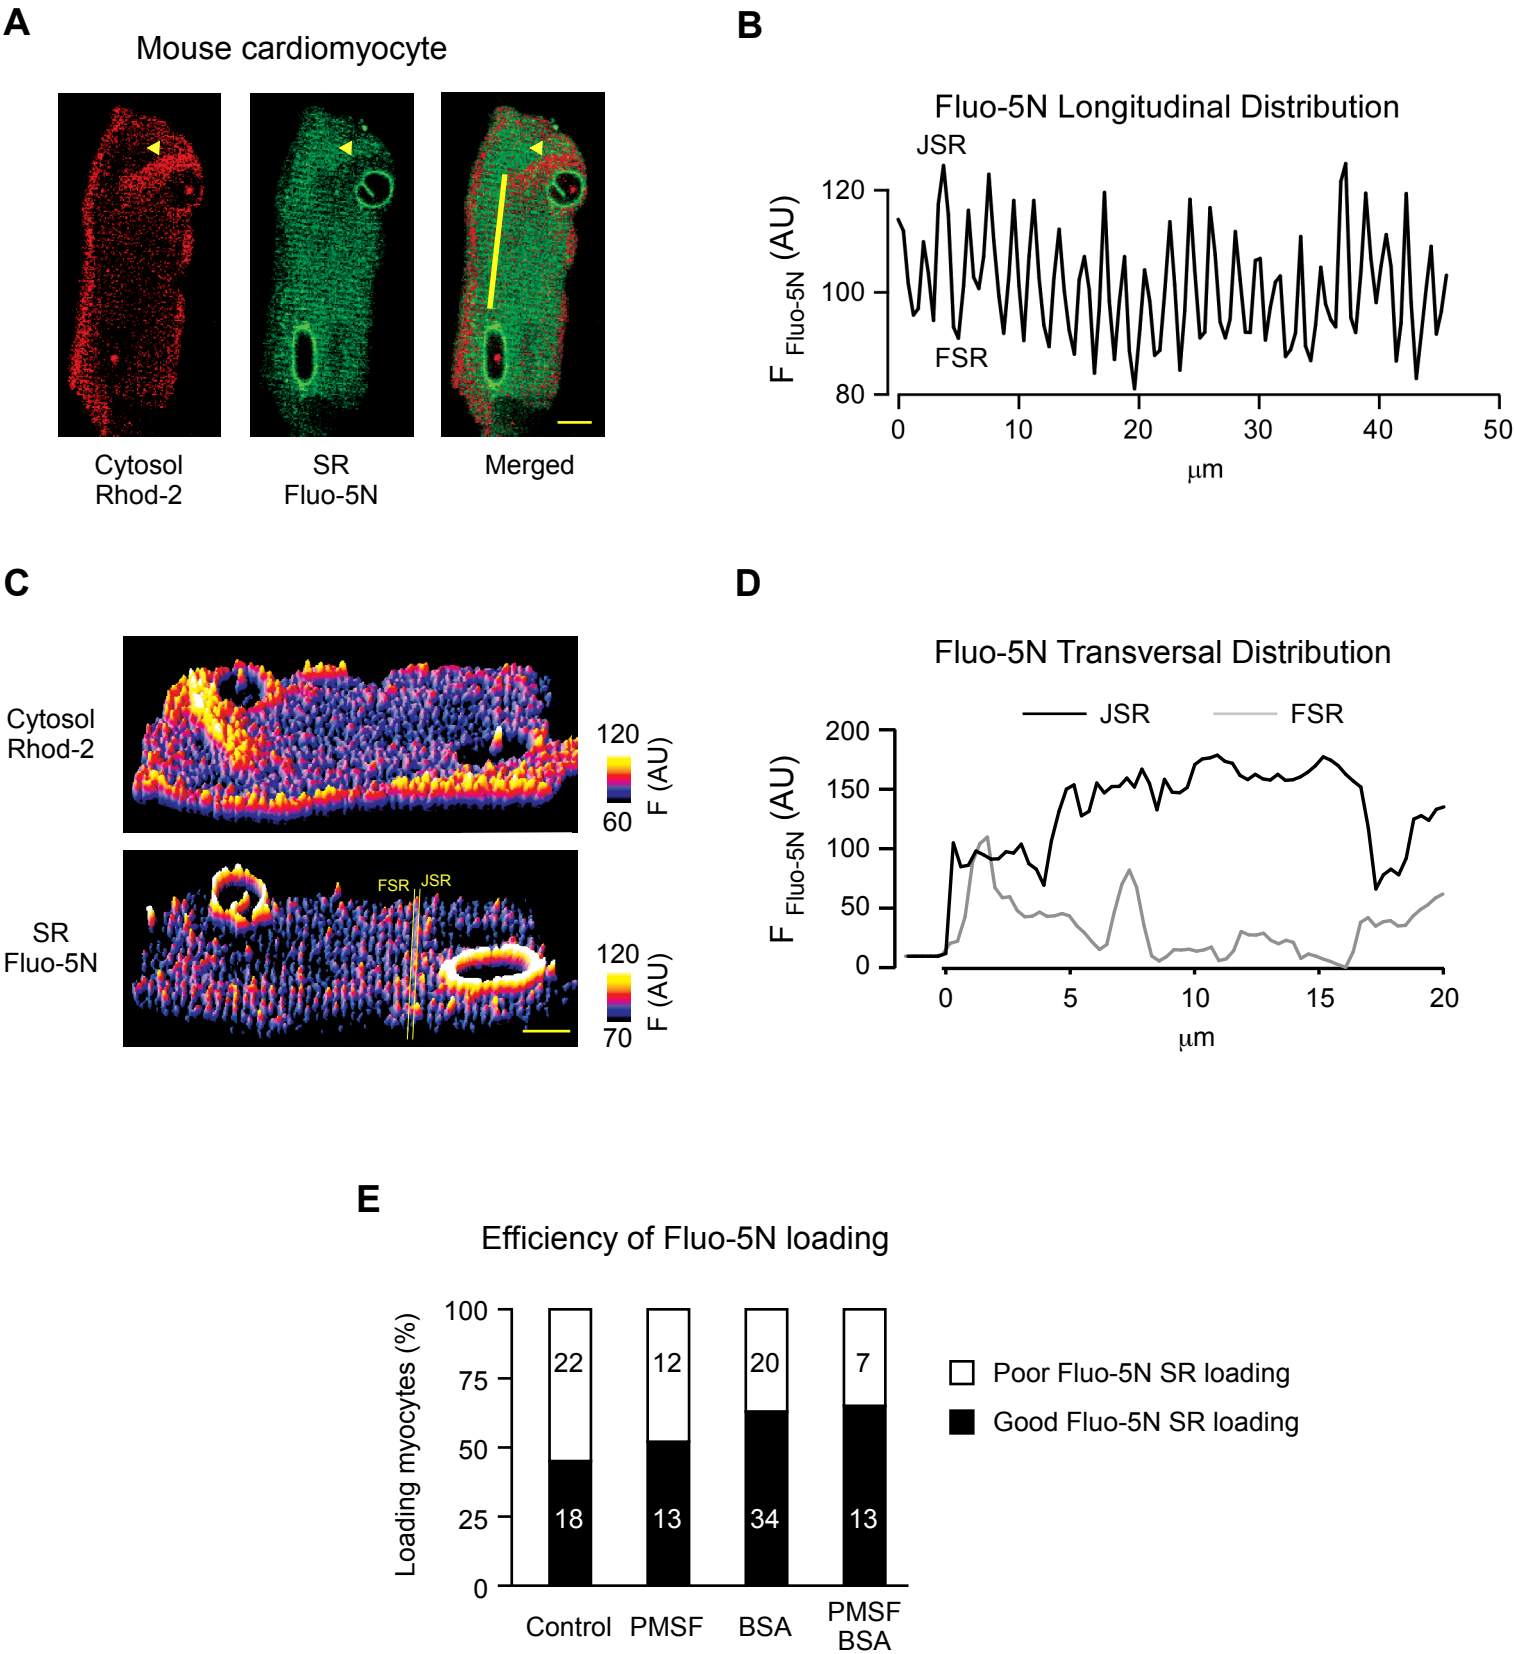 A
Mouse cardiomyocyte
Cytosol
Rhod-2
SR
Fluo-5N
Merged
B
Fluo-5N Longitudinal Distribution
JSR
FSR
F Fluo-5N (AU)
120
100
80
0 10 20 30 40 50
μm
C
Cytosol
Rhod-2
120
60
F (AU)
SR
Fluo-5N
FSR JSR
120
70
F (AU)
D
Fluo-5N Transversal Distribution
JSR FSR
F Fluo-5N (AU)
200
150
100
50
0
0 5 10 15 20
μm
E
Efficiency of Fluo-5N loading
Loading myocytes (%)
100
75
50
25
0
22 12 20 7
18 13 34 13
Control PMSF BSA PMSF
BSA
Poor Fluo-5N SR loading
Good Fluo-5N SR loading